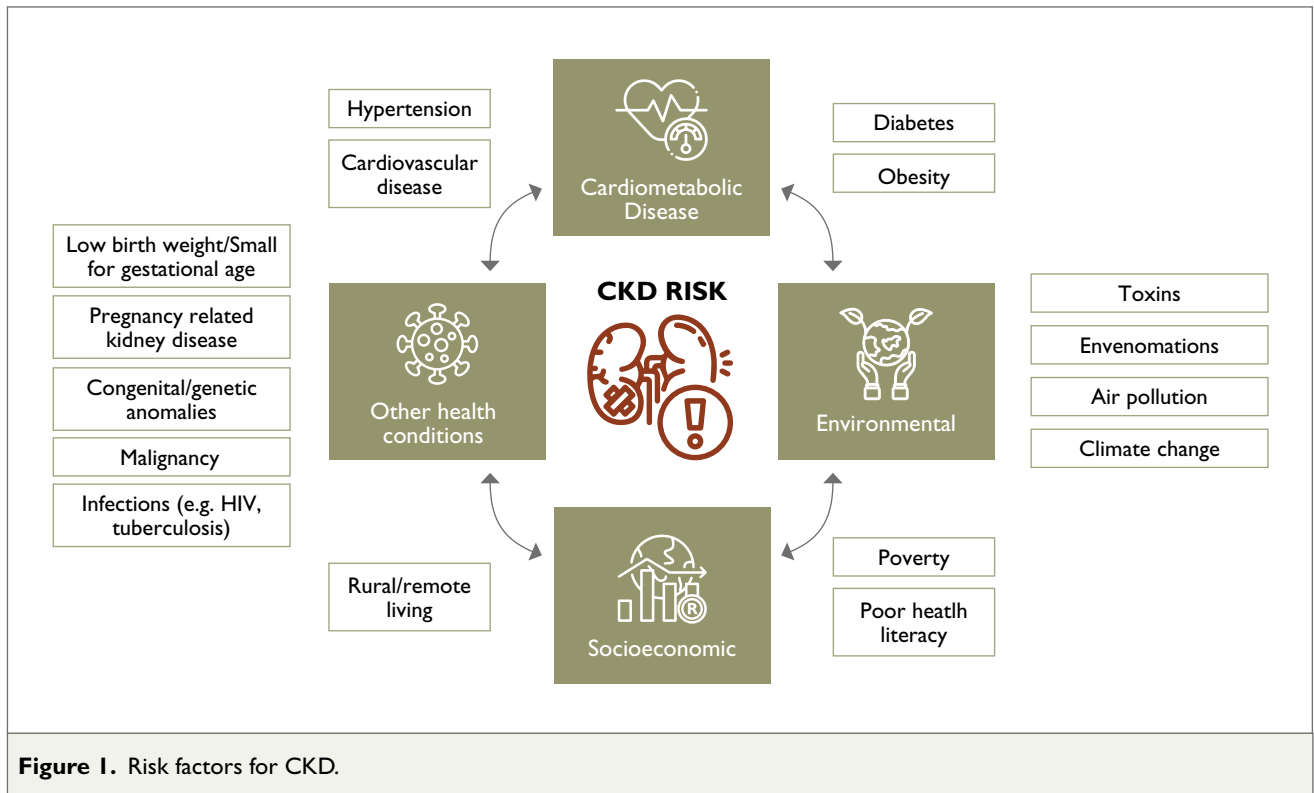 Hypertension
Cardiovascular
disease
Cardiometabolic
Disease
Diabetes
Obesity
Low birth weight/Small
for gestational age
Pregnancy related
kidney disease
Congenital/genetic
anomalies
Malignancy
Infections (e.g. HIV,
tuberculosis)
Other health
conditions
CKD RISK
Environmental
Toxins
Envenomations
Air pollution
Climate change
Rural/remote
living
R
Socioeconomic
Poverty
Poor heatlh
literacy
Figure 1. Risk factors for CKD.